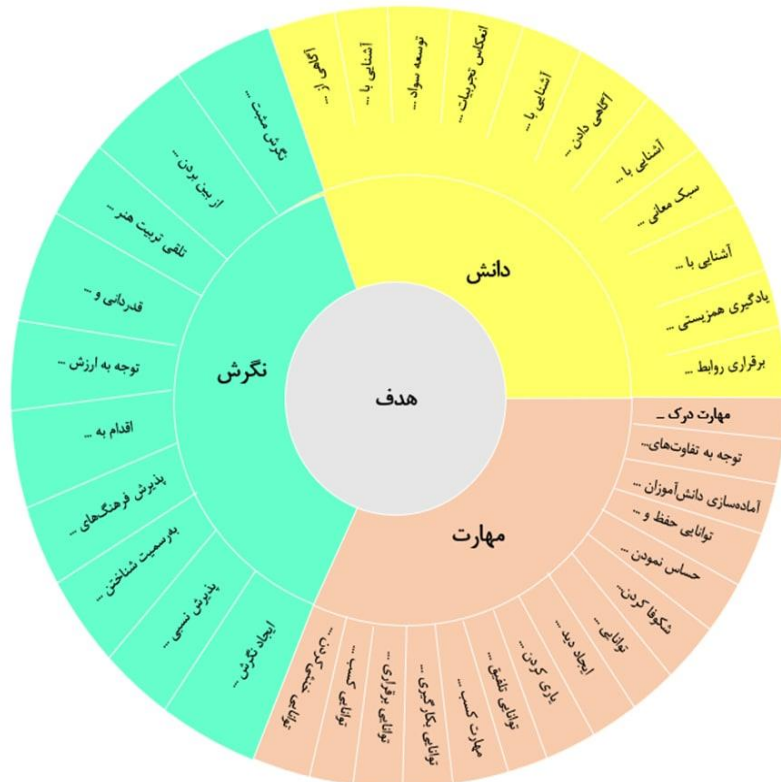 هدف
دانش
آگاهی از ...
آشنایی با ...
توسعه سواد ...
انعکاس تجربیات ...
آشنایی با ...
آگاهی دادن ...
آشنایی با ...
سبک معانی ...
آشنایی با ...
یادگیری همزیستی ...
برقراری روابط ...
مهارت
مهارت درک ...
توجه به تفاوت‌های...
آماده‌سازی دانش‌آموزان ...
توانایی حفظ و ...
حساس نمودن ...
شکوفا کردن...
توانایی ...
ایجاد دید ...
یاری کردن ...
توانایی تلفیق ...
مهارت کسب ...
توانایی بکارگیری ...
توانایی برقراری ...
توانایی کسب ...
توانایی خنثی کردن ...
نگرش
نگرش مثبت ...
از بین بردن ...
تلقی تربیت هنر ...
قدردانی و ...
توجه به ارزش ...
اقدام به ...
پذیرش فرهنگ‌های ...
به‌رسمیت شناختن ...
پذیرش نسبی ...
ایجاد نگرش ...